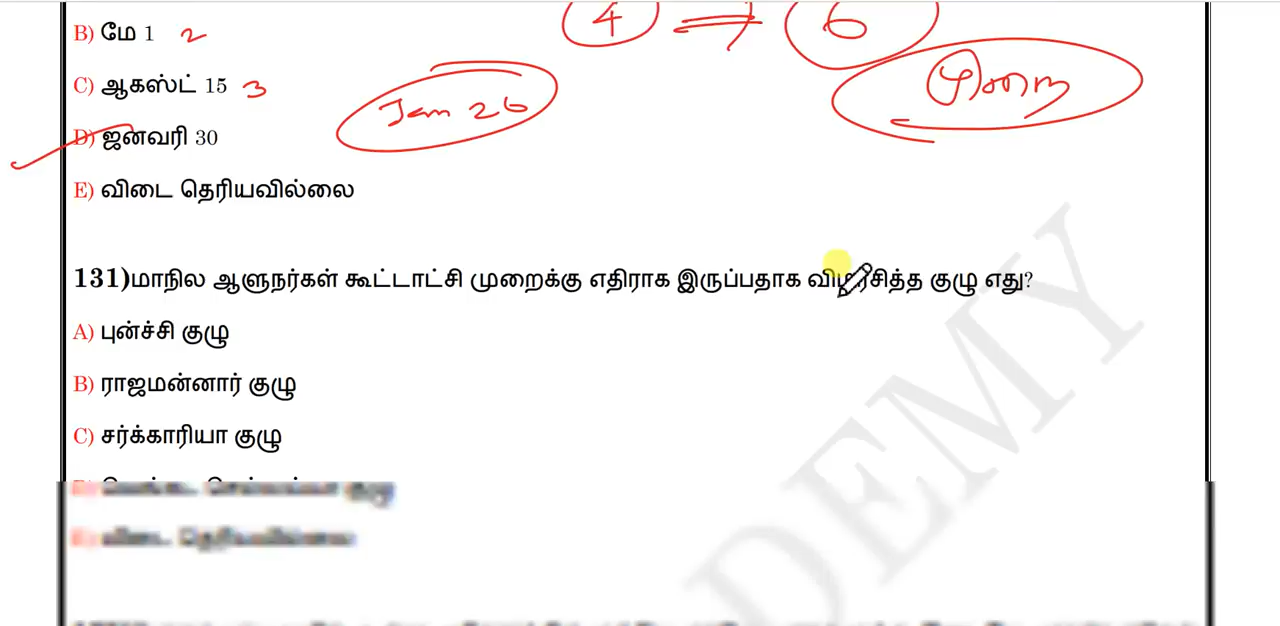 4 ⇒ 6
B) மே 1 2
C) ஆகஸ்ட் 15 3
Jan 26
D) ஜனவரி 30
E) விடை தெரியவில்லை
131)மாநில ஆளுநர்கள் கூட்டாட்சி முறைக்கு எதிராக இருப்பதாக விமர்சித்த குழு எது?
A) புன்ச்சி குழு
B) ராஜமன்னார் குழு
C) சர்க்காரியா குழு
குழு
E) விடை தெரியவில்லை
DEMY